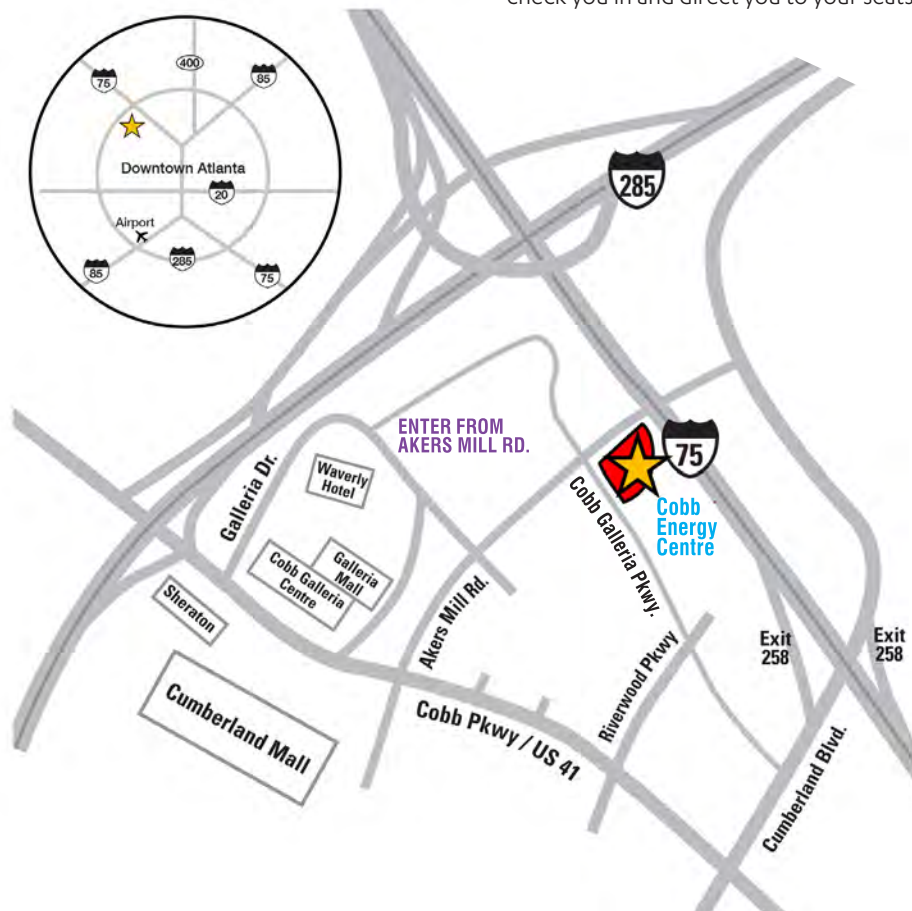 check you in and direct you to your seats
400
75
85
Downtown Atlanta
20
Airport
285
85
75
285
ENTER FROM
AKERS MILL RD.
75
Galleria Dr.
Waverly
Hotel
Cobb
Energy
Centre
Cobb Galleria Pkwy.
Galleria
Mall
Cobb Galleria
Centre
Sheraton
Akers Mill Rd.
Exit
258
Exit
258
Riverwood Pkwy
Cumberland Mall
Cobb Pkwy / US 41
Cumberland Blvd.